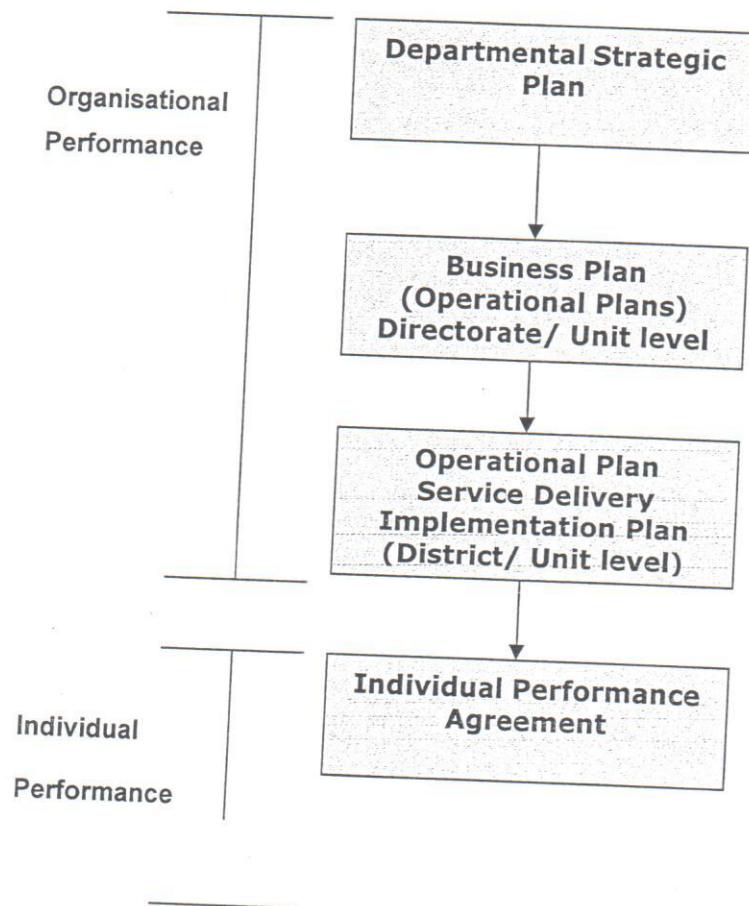 Departmental Strategic
Plan
Organisational
Performance
Business Plan
(Operational Plans)
Directorate/ Unit level
Operational Plan
Service Delivery
Implementation Plan
(District/ Unit level)
Individual Performance
Agreement
Individual
Performance